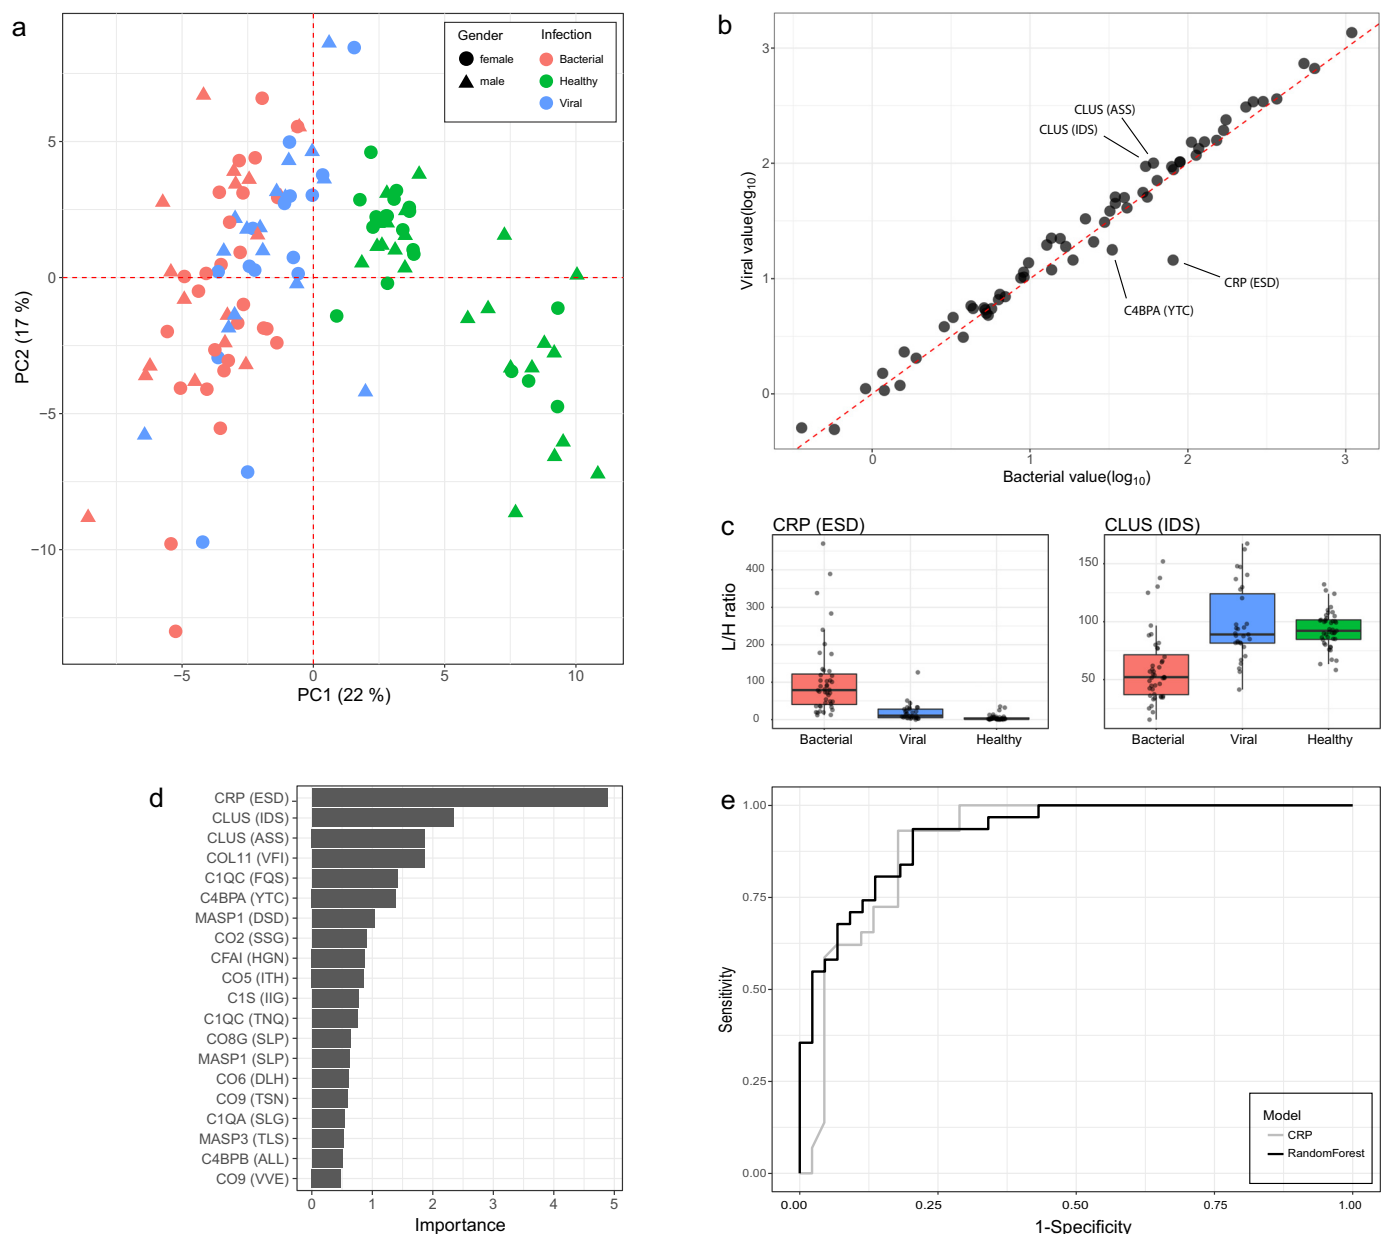 a
Gender
female
male
Infection
Bacterial
Healthy
Viral
5
0
−5
−10
−5
0
5
10
PC2 (17 %)
PC1 (22 %)
b
3
2
1
0
0
1
2
3
Viral value(log10)
Bacterial value(log10)
CLUS (ASS)
CLUS (IDS)
CRP (ESD)
C4BPA (YTC)
c
CRP (ESD)
400
300
200
100
0
L/H ratio
Bacterial
Viral
Healthy
CLUS (IDS)
150
100
50
Bacterial
Viral
Healthy
d
CRP (ESD)
CLUS (IDS)
CLUS (ASS)
COL11 (VFI)
C1QC (FQS)
C4BPA (YTC)
MASP1 (DSD)
CO2 (SSG)
CFAI (HGN)
CO5 (ITH)
C1S (IIG)
C1QC (TNQ)
CO8G (SLP)
MASP1 (SLP)
CO6 (DLH)
CO9 (TSN)
C1QA (SLG)
MASP3 (TLS)
C4BPB (ALL)
CO9 (VVE)
0
1
2
3
4
5
Importance
e
1.00
0.75
0.50
0.25
0.00
Sensitivity
0.00
0.25
0.50
0.75
1.00
1-Specificity
Model
CRP
RandomForest